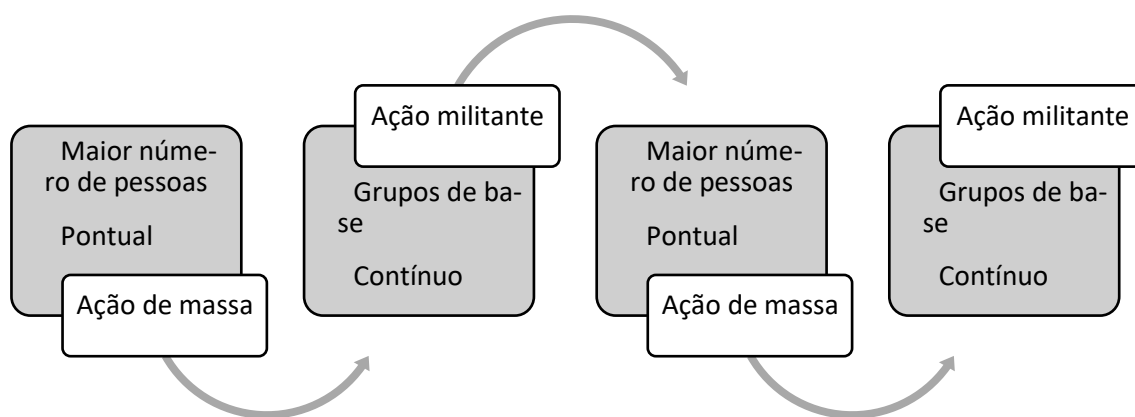 Maior núme-
ro de pessoas
Pontual
Ação de massa
Ação militante
Grupos de ba-
se
Contínuo
Maior núme-
ro de pessoas
Pontual
Ação de massa
Ação militante
Grupos de ba-
se
Contínuo